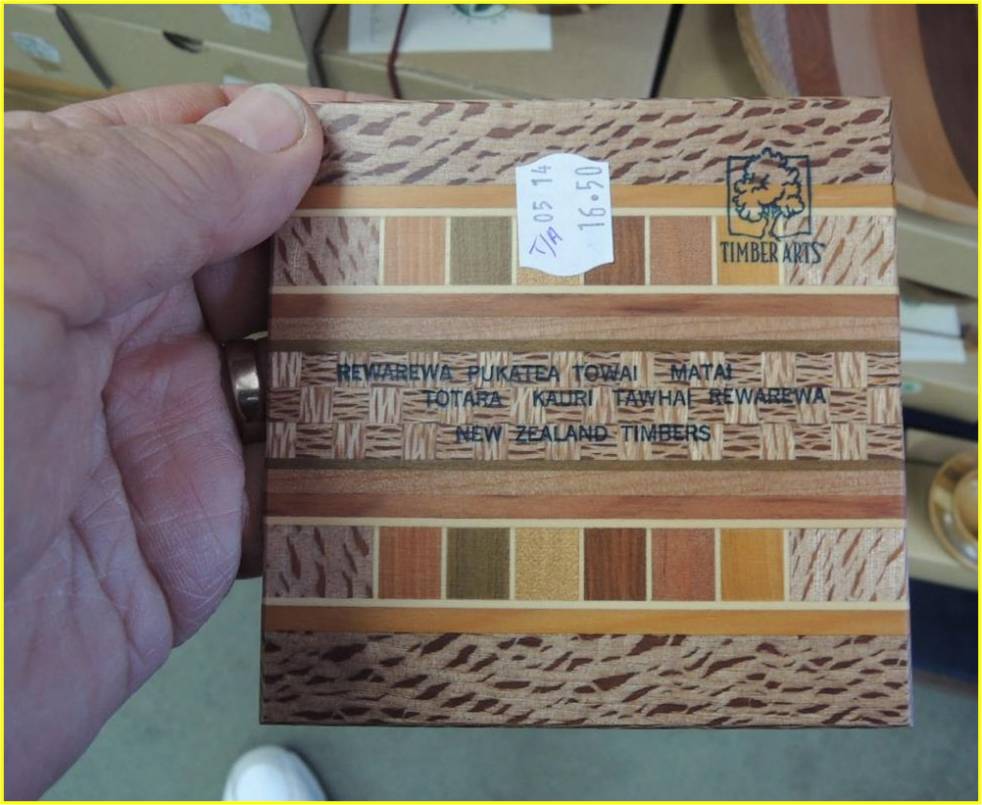 T/A 05 14
16.50
TIMBER ARTS
REWAREWA PUKATEA TOWAI MATAI
TOTARA KAURI TAWHAI REWAREWA
NEW ZEALAND TIMBERS